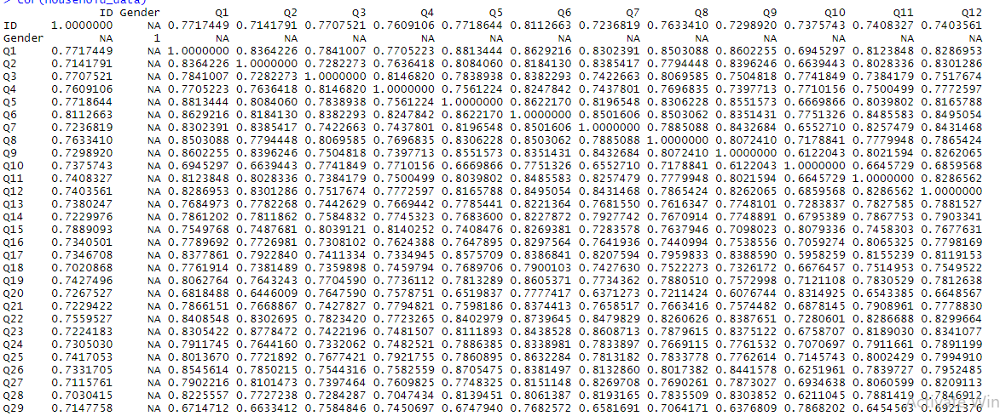 > cor(household_data)
ID Gender Q1 Q2 Q3 Q4 Q5 Q6 Q7 Q8 Q9 Q10 Q11 Q12
ID 1.0000000 NA 0.7717449 0.7141791 0.7707521 0.7609106 0.7718644 0.8112663 0.7236819 0.7633410 0.7298920 0.7375743 0.7408327 0.7403561
Gender NA 1 NA NA NA NA NA NA NA NA NA NA NA NA
Q1 0.7717449 NA 1.0000000 0.8364226 0.7841007 0.7705223 0.8813444 0.8629216 0.8302391 0.8503088 0.8602255 0.6945297 0.8123848 0.8286953
Q2 0.7141791 NA 0.8364226 1.0000000 0.7282273 0.7636418 0.8084060 0.8184130 0.8385417 0.7794448 0.8396246 0.6639443 0.8028336 0.8301286
Q3 0.7707521 NA 0.7841007 0.7282273 1.0000000 0.8146820 0.7838938 0.8382293 0.7422663 0.8069585 0.7504818 0.7741849 0.7384179 0.7517674
Q4 0.7609106 NA 0.7705223 0.7636418 0.8146820 1.0000000 0.7561224 0.8247842 0.7437801 0.7696835 0.7397713 0.7710156 0.7500499 0.7772597
Q5 0.7718644 NA 0.8813444 0.8084060 0.7838938 0.7561224 1.0000000 0.8622170 0.8196548 0.8306228 0.8551573 0.6669866 0.8039802 0.8165788
Q6 0.8112663 NA 0.8629216 0.8184130 0.8382293 0.8247842 0.8622170 1.0000000 0.8501606 0.8503062 0.8351431 0.7751326 0.8485583 0.8495054
Q7 0.7236819 NA 0.8302391 0.8385417 0.7422663 0.7437801 0.8196548 0.8501606 1.0000000 0.7885088 0.8432684 0.6552710 0.8257479 0.8431468
Q8 0.7633410 NA 0.8503088 0.7794448 0.8069585 0.7696835 0.8306228 0.8503062 0.7885088 1.0000000 0.8072410 0.7178841 0.7779948 0.7865424
Q9 0.7298920 NA 0.8602255 0.8396246 0.7504818 0.7397713 0.8551573 0.8351431 0.8432684 0.8072410 1.0000000 0.6122043 0.8021594 0.8262065
Q10 0.7375743 NA 0.6945297 0.6639443 0.7741849 0.7710156 0.6669866 0.7751326 0.6552710 0.7178841 0.6122043 1.0000000 0.6645729 0.6859568
Q11 0.7408327 NA 0.8123848 0.8028336 0.7384179 0.7500499 0.8039802 0.8485583 0.8257479 0.7779948 0.8021594 0.6645729 1.0000000 0.8286562
Q12 0.7403561 NA 0.8286953 0.8301286 0.7517674 0.7772597 0.8165788 0.8495054 0.8431468 0.7865424 0.8262065 0.6859568 0.8286562 1.0000000
Q13 0.7380247 NA 0.7684973 0.7782268 0.7442629 0.7669442 0.7785441 0.8221364 0.7681550 0.7616347 0.7748101 0.7283837 0.7827585 0.7881527
Q14 0.7229976 NA 0.7861202 0.7811862 0.7584832 0.7745323 0.7683600 0.8227872 0.7927742 0.7670914 0.7748891 0.6795389 0.7867753 0.7903341
Q15 0.7889093 NA 0.7549768 0.7487681 0.8039121 0.8140252 0.7408476 0.8269381 0.7283578 0.7637946 0.7098023 0.8079336 0.7458303 0.7677631
Q16 0.7340501 NA 0.7789692 0.7726981 0.7308102 0.7624388 0.7647895 0.8297564 0.7641936 0.7440994 0.7538556 0.7059274 0.8065325 0.7798169
Q17 0.7346708 NA 0.8377861 0.7922840 0.7411334 0.7334945 0.8575709 0.8386841 0.8207594 0.7959833 0.8388590 0.5958259 0.8155239 0.8119153
Q18 0.7020868 NA 0.7761914 0.7381489 0.7359898 0.7459794 0.7689706 0.7900103 0.7427630 0.7522273 0.7326172 0.6676457 0.7514953 0.7549522
Q19 0.7427496 NA 0.8062764 0.7643243 0.7704590 0.7736112 0.7813289 0.8605371 0.7734362 0.7880510 0.7572998 0.7121108 0.7830529 0.7812638
Q20 0.7267527 NA 0.6818488 0.6446009 0.7647590 0.7578751 0.6519837 0.7777417 0.6371273 0.7211424 0.6076744 0.8314925 0.6543385 0.6648567
Q21 0.7229422 NA 0.7866151 0.7668867 0.7427827 0.7794821 0.7598186 0.8374413 0.7658517 0.7663416 0.7574482 0.6878145 0.7908961 0.7778830
Q22 0.7559527 NA 0.8408548 0.8302695 0.7823420 0.7723265 0.8402979 0.8739645 0.8479829 0.8260626 0.8387651 0.7280601 0.8286688 0.8299664
Q23 0.7224183 NA 0.8305422 0.8778472 0.7422196 0.7481507 0.8111893 0.8438528 0.8608713 0.7879615 0.8375122 0.6758707 0.8189030 0.8341077
Q24 0.7305030 NA 0.7911745 0.7644160 0.7332062 0.7482521 0.7886385 0.8338981 0.7833897 0.7669115 0.7761532 0.7070697 0.7911661 0.7891199
Q25 0.7417053 NA 0.8013670 0.7721892 0.7677421 0.7921755 0.7860895 0.8632284 0.7813182 0.7833778 0.7762614 0.7145743 0.8002429 0.7994910
Q26 0.7331705 NA 0.8545614 0.7850215 0.7544316 0.7582559 0.8705475 0.8381497 0.8132860 0.8017382 0.8441578 0.6251961 0.7839727 0.7952485
Q27 0.7115761 NA 0.7902216 0.8101473 0.7397464 0.7609825 0.7748325 0.8151148 0.8269708 0.7690261 0.7873027 0.6934638 0.8060599 0.8209113
Q28 0.7030415 NA 0.8225557 0.7727238 0.7284287 0.7047434 0.8139451 0.8061387 0.8193165 0.7835509 0.8303852 0.6211045 0.7881419
Q29 0.7147758 NA 0.6714712 0.6633412 0.7584846 0.7450697 0.6747940 0.7682572 0.6581691 0.7064171 0.6376809 0.7868202
Activate Win